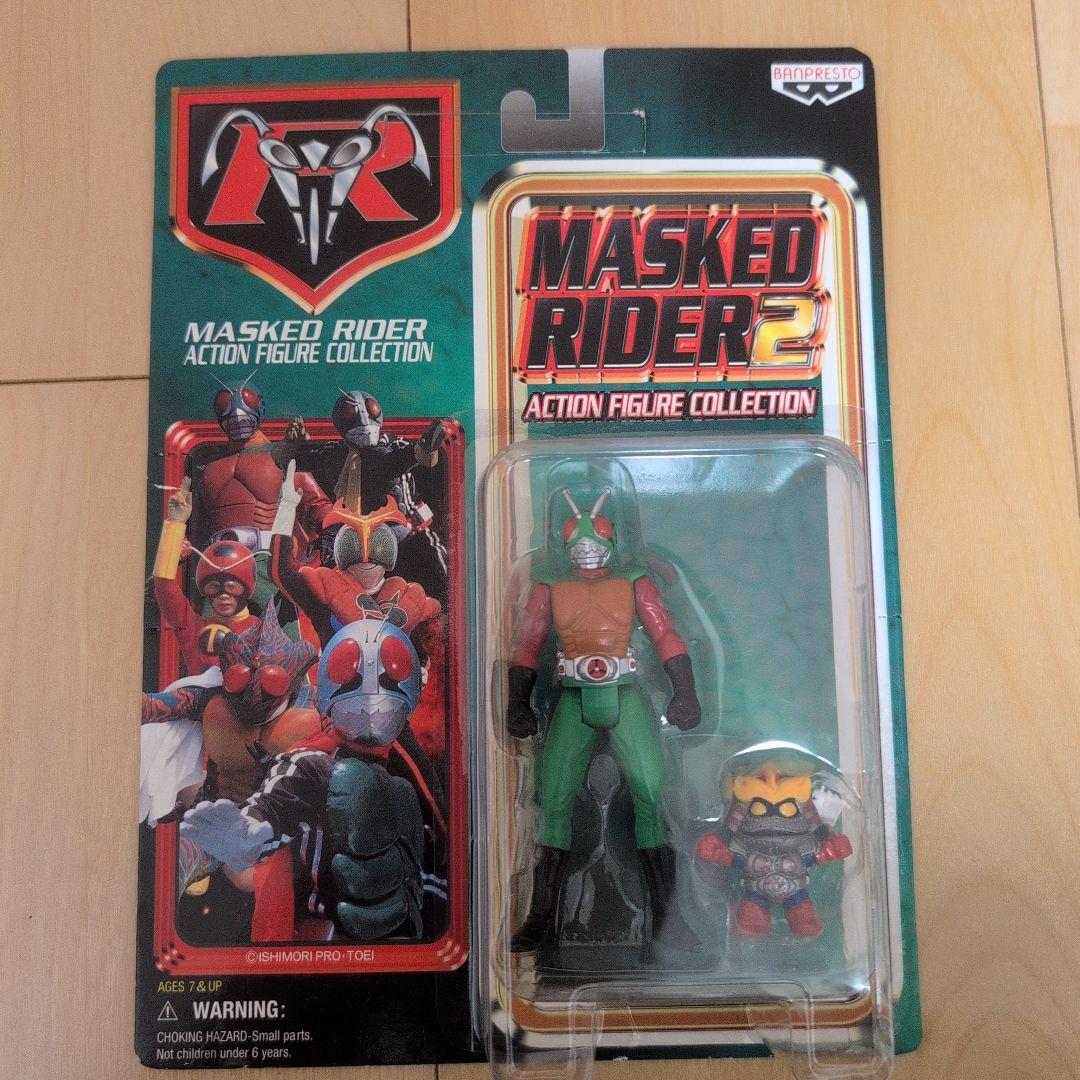 BANPRESTO
R
MASKED RIDER
ACTION FIGURE COLLECTION
MASKED
RIDER2
ACTION FIGURE COLLECTION
T
©ISHIMORI PRO・TOEI
AGES 7 & UP
⚠ WARNING:
CHOKING HAZARD-Small parts.
Not children under 6 years.